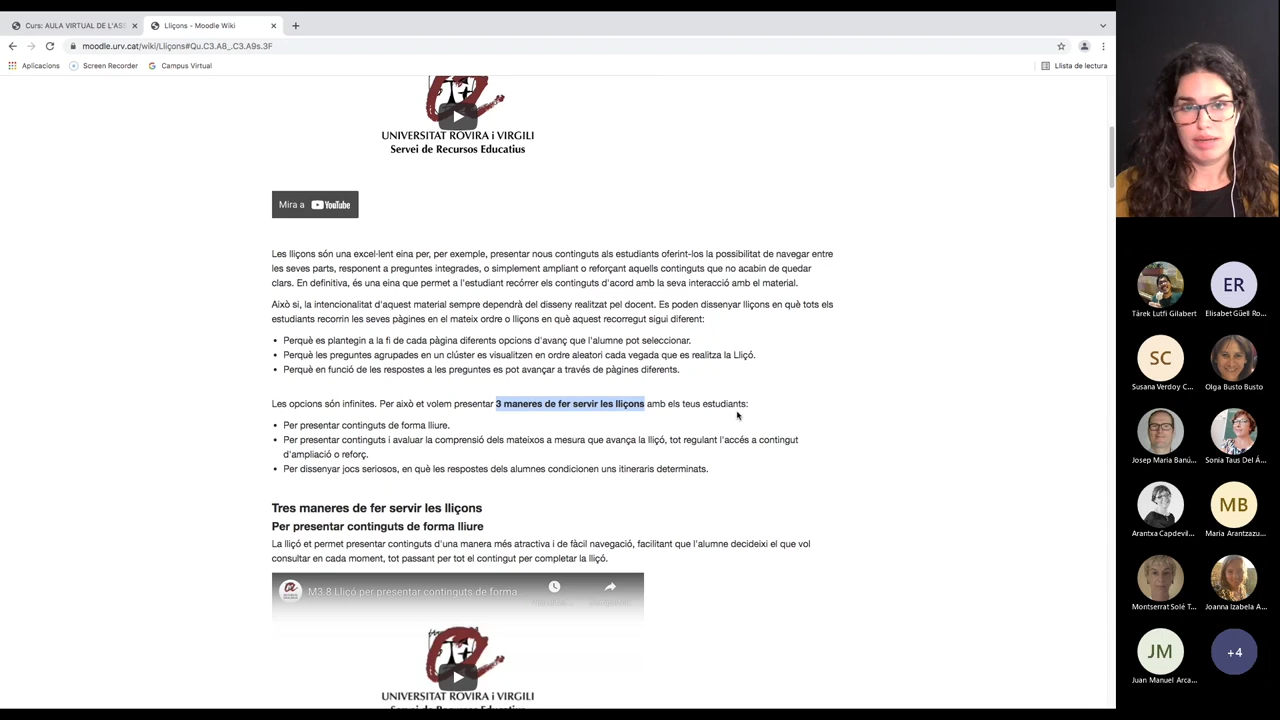 Curs: AULA VIRTUAL DE L'ASE
Lliçons - Moodle Wiki
moodle.urv.cat/wiki/Lliçons#Qu.C3.A8_.C3.A9s.3F
Aplicacions
Screen Recorder
Campus Virtual
Llista de lectura
UNIVERSITAT ROVIRA i VIRGILI
Servei de Recursos Educatius
Mira a YouTube
Les lliçons són una excel·lent eina per, per exemple, presentar nous continguts als estudiants oferint-los la possibilitat de navegar entre
les seves parts, responent a preguntes integrades, o simplement ampliant o reforçant aquells continguts que no acabin de quedar
clars. En definitiva, és una eina que permet a l'estudiant recórrer els continguts d'acord amb la seva interacció amb el material.
Això si, la intencionalitat d'aquest material sempre dependrà del disseny realitzat pel docent. Es poden dissenyar lliçons en què tots els
estudiants recorrin les seves pàgines en el mateix ordre o lliçons en què aquest recorregut sigui diferent:
• Perquè es plantegin a la fi de cada pàgina diferents opcions d'avanç que l'alumne pot seleccionar.
• Perquè les preguntes agrupades en un clúster es visualitzen en ordre aleatori cada vegada que es realitza la Lliçó.
• Perquè en funció de les respostes a les preguntes es pot avançar a través de pàgines diferents.
Les opcions són infinites. Per això et volem presentar 3 maneres de fer servir les lliçons amb els teus estudiants:
• Per presentar continguts de forma lliure.
• Per presentar continguts i avaluar la comprensió dels mateixos a mesura que avança la lliçó, tot regulant l'accés a contingut
d'ampliació o reforç.
• Per dissenyar jocs seriosos, en què les respostes dels alumnes condicionen uns itineraris determinats.
Tres maneres de fer servir les lliçons
Per presentar continguts de forma lliure
La lliçó et permet presentar continguts d'una manera més atractiva i de fàcil navegació, facilitant que l'alumne decideixi el que vol
consultar en cada moment, tot passant per tot el contingut per completar la lliçó.
M3.8 Lliçó per presentar continguts de forma
UNIVERSITAT ROVIRA i VIRGILI
Servei de Recursos Educatius
Tàrek Lutfi Gilabert
ER
Elisabet Güell Ro...
SC
Susana Verdoy C...
Olga Busto Busto
Josep Maria Banú...
Sonia Taus Del Á...
Arantxa Capdevil...
MB
Maria Arantzazu...
Montserrat Solé T...
Joanna Izabela A...
JM
Juan Manuel Arca...
+4